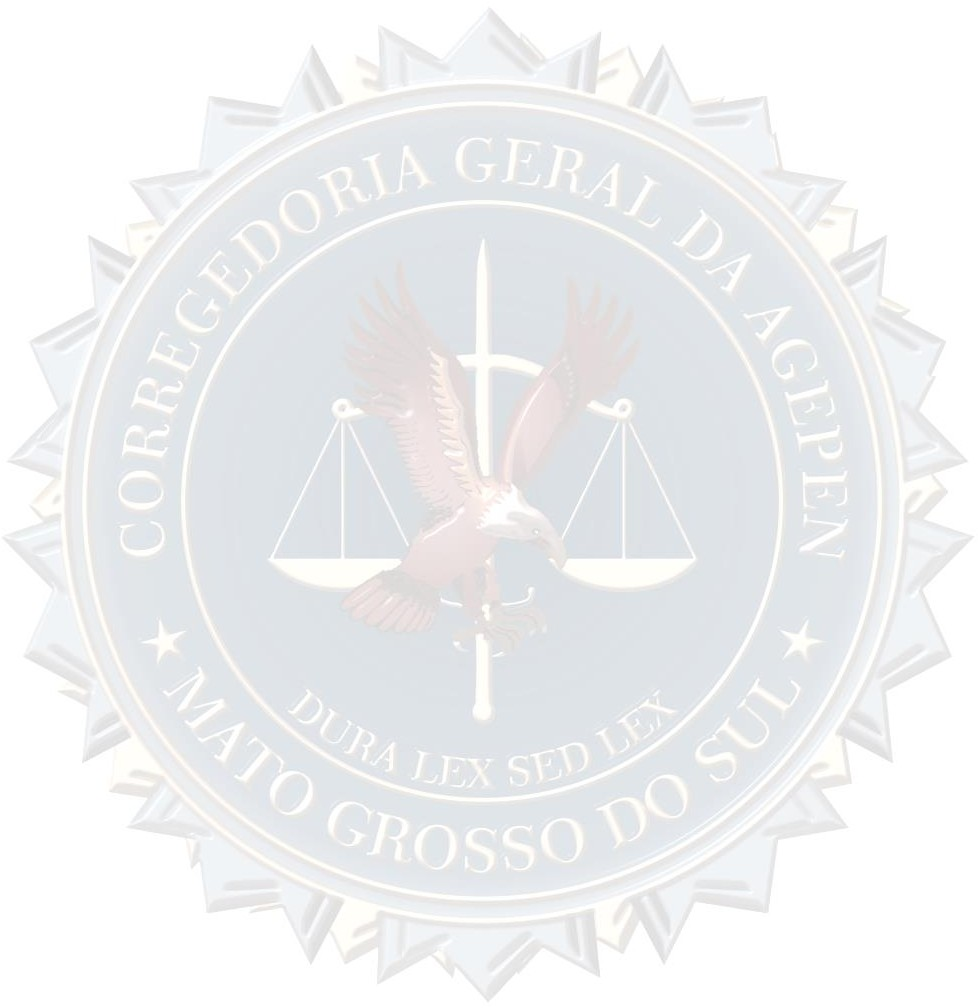 CORREGEDORIA GERAL DA AGEPEN
DURA LEX SED LEX
MATO GROSSO DO SUL